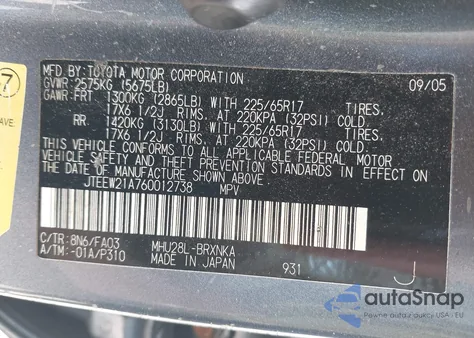 7
AVE.
MFD. BY: TOYOTA MOTOR CORPORATION 09/05
GVWR 2575KG (5675LB)
GAWR: FRT 1300KG (2865LB) WITH 225/65R17 TIRES.
17X6 1/2J RIMS. AT 220KPA (32PSI) COLD.
RR 1420KG (3130LB) WITH 225/65R17 TIRES.
17X6 1/2J RIMS. AT 220KPA (32PSI) COLD.
THIS VEHICLE CONFORMS TO ALL APPLICABLE FEDERAL MOTOR
VEHICLE SAFETY AND THEFT PREVENTION STANDARDS IN EFFECT ON
THE DATE OF MANUFACTURE SHOWN ABOVE.
JTEEW21A760012738 MPV
C/TR: 8N6/FA03 MHU28L-BRXNKA
A/TM: -01A/P310 MADE IN JAPAN 931 J
autoSnap